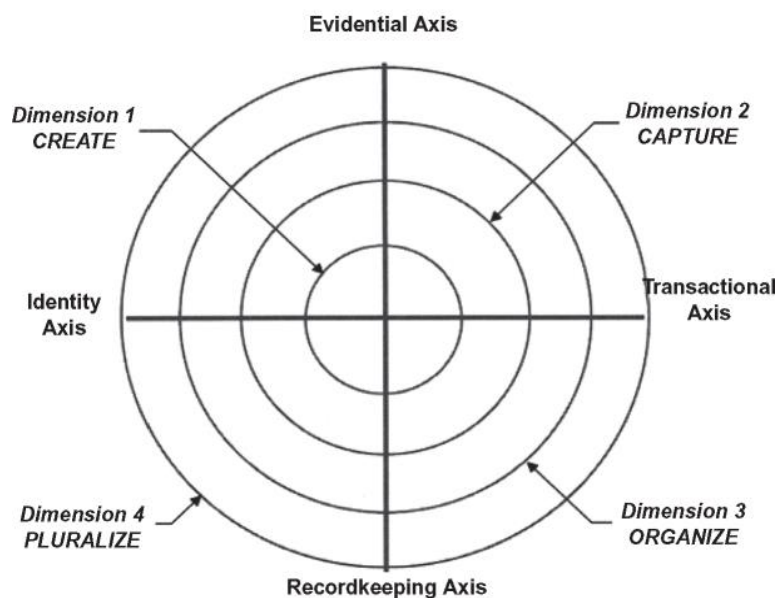 Evidential Axis
Dimension 1
CREATE
Dimension 2
CAPTURE
Identity
Axis
Transactional
Axis
Dimension 4
PLURALIZE
Dimension 3
ORGANIZE
Recordkeeping Axis